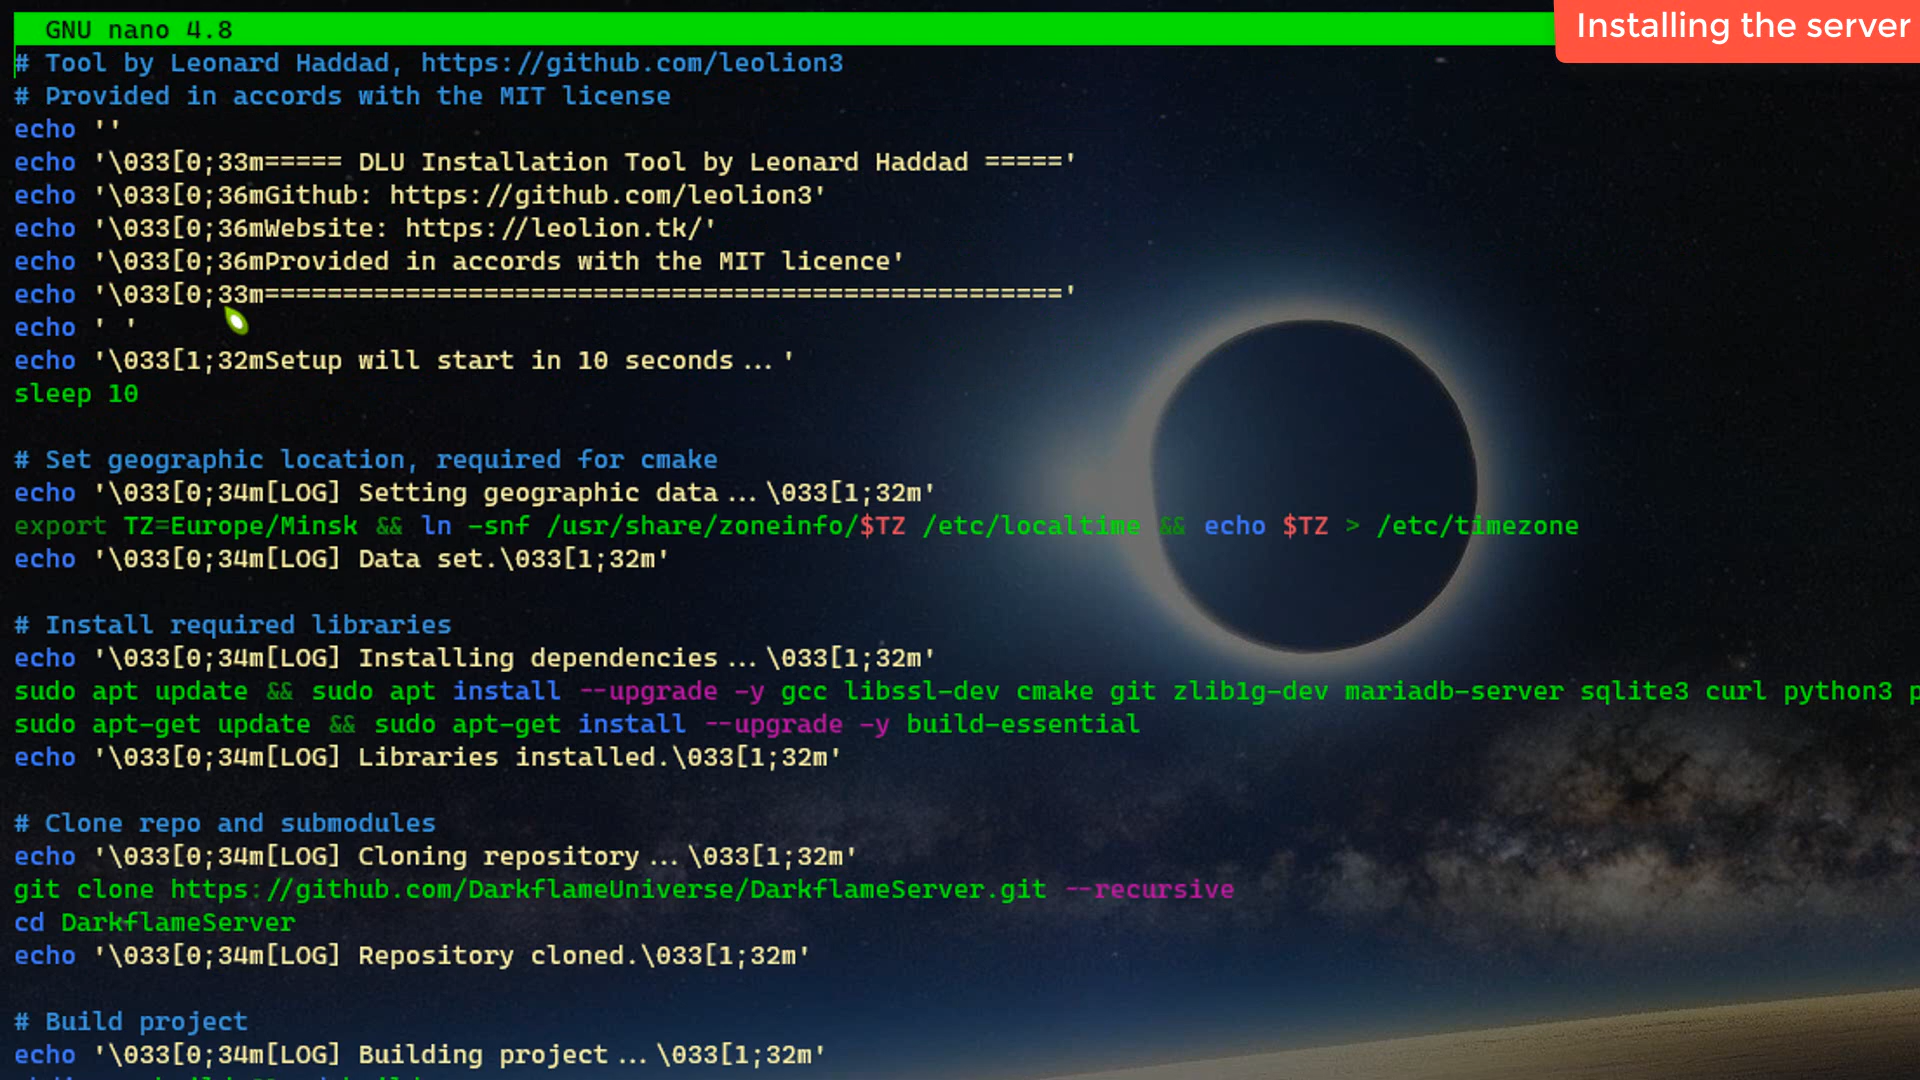 GNU nano 4.8
Installing the server
# Tool by Leonard Haddad, https://github.com/leolion3
# Provided in accords with the MIT license
echo ''
echo '\033[0;33m===== DLU Installation Tool by Leonard Haddad ====='
echo '\033[0;36mGithub: https://github.com/leolion3'
echo '\033[0;36mWebsite: https://leolion.tk/'
echo '\033[0;36mProvided in accords with the MIT licence'
echo '\033[0;33m==================================================='
echo ' '
echo '\033[1;32mSetup will start in 10 seconds...'
sleep 10
# Set geographic location, required for cmake
echo '\033[0;34m[LOG] Setting geographic data...\033[1;32m'
export TZ=Europe/Minsk && ln -snf /usr/share/zoneinfo/$TZ /etc/localtime && echo $TZ > /etc/timezone
echo '\033[0;34m[LOG] Data set.\033[1;32m'
# Install required libraries
echo '\033[0;34m[LOG] Installing dependencies...\033[1;32m'
sudo apt update && sudo apt install --upgrade -y gcc libssl-dev cmake git zlib1g-dev mariadb-server sqlite3 curl python3
sudo apt-get update && sudo apt-get install --upgrade -y build-essential
echo '\033[0;34m[LOG] Libraries installed.\033[1;32m'
# Clone repo and submodules
echo '\033[0;34m[LOG] Cloning repository...\033[1;32m'
git clone https://github.com/DarkflameUniverse/DarkflameServer.git --recursive
cd DarkflameServer
echo '\033[0;34m[LOG] Repository cloned.\033[1;32m'
# Build project
echo '\033[0;34m[LOG] Building project...\033[1;32m'